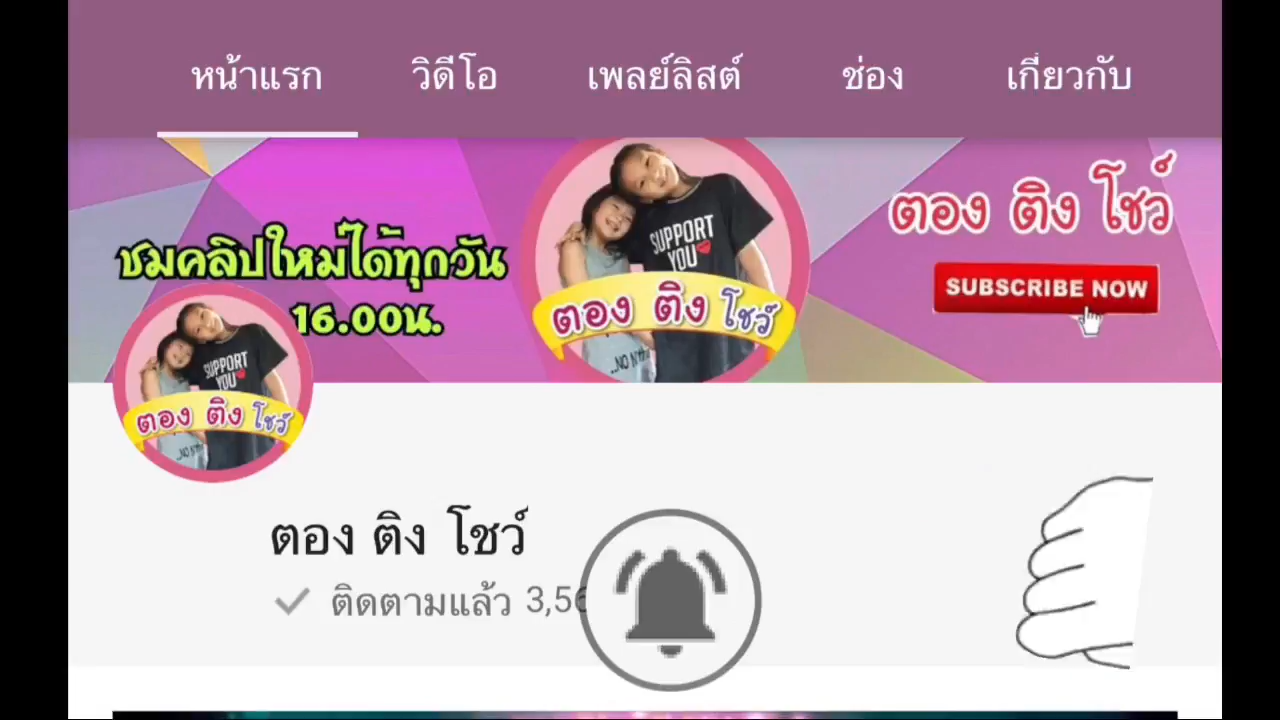 หน้าแรก วิดีโอ เพลย์ลิสต์ ช่อง เกี่ยวกับ
ชมคลิปใหม่ได้ทุกวัน
16.00น.
SUPPORT
YOU
ตอง ติง โชว์
ตอง ติง โชว์
SUBSCRIBE NOW
SUPPORT
YOU
ตอง ติง โชว์
ตอง ติง โชว์
ติดตามแล้ว 3,56